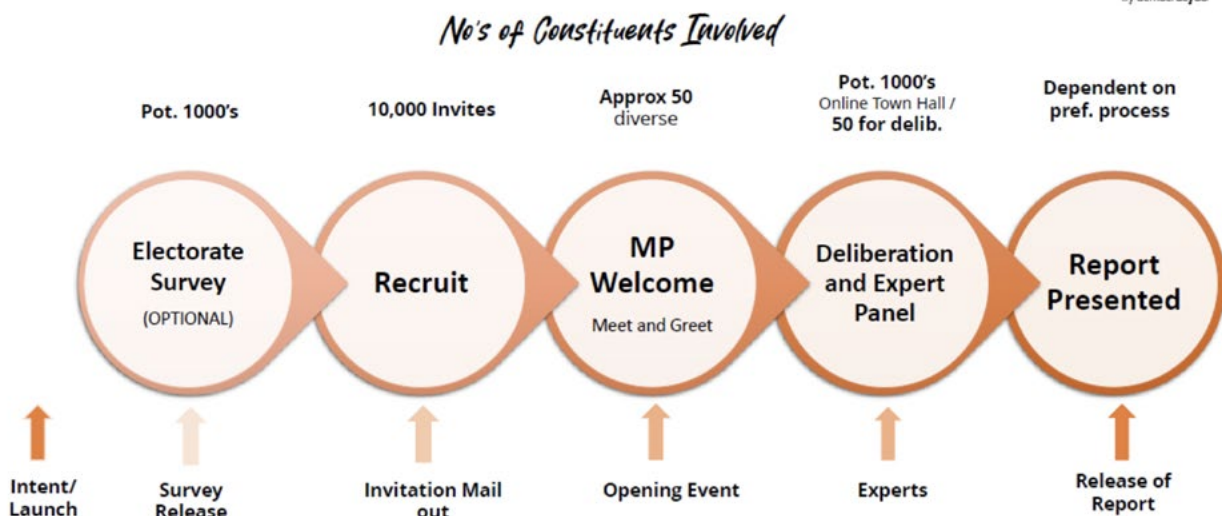 No's of Constituents Involved
Pot. 1000's
10,000 Invites
Approx 50
diverse
Pot. 1000's
Online Town Hall /
50 for delib.
Dependent on
pref. process
Electorate
Survey
(OPTIONAL)
Recruit
MP
Welcome
Meet and Greet
Deliberation
and Expert
Panel
Report
Presented
Intent/
Launch
Survey
Release
Invitation Mail
out
Opening Event
Experts
Release of
Report